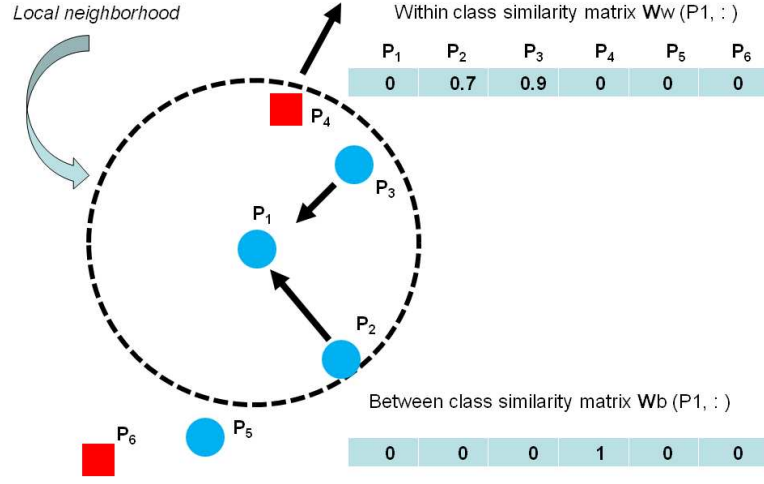 Local neighborhood
Within class similarity matrix Ww (P1, : )
P1 P2 P3 P4 P5 P6
0 0.7 0.9 0 0 0
P4
P3
P1
P2
Between class similarity matrix Wb (P1, : )
P5
P6
0 0 0 1 0 0